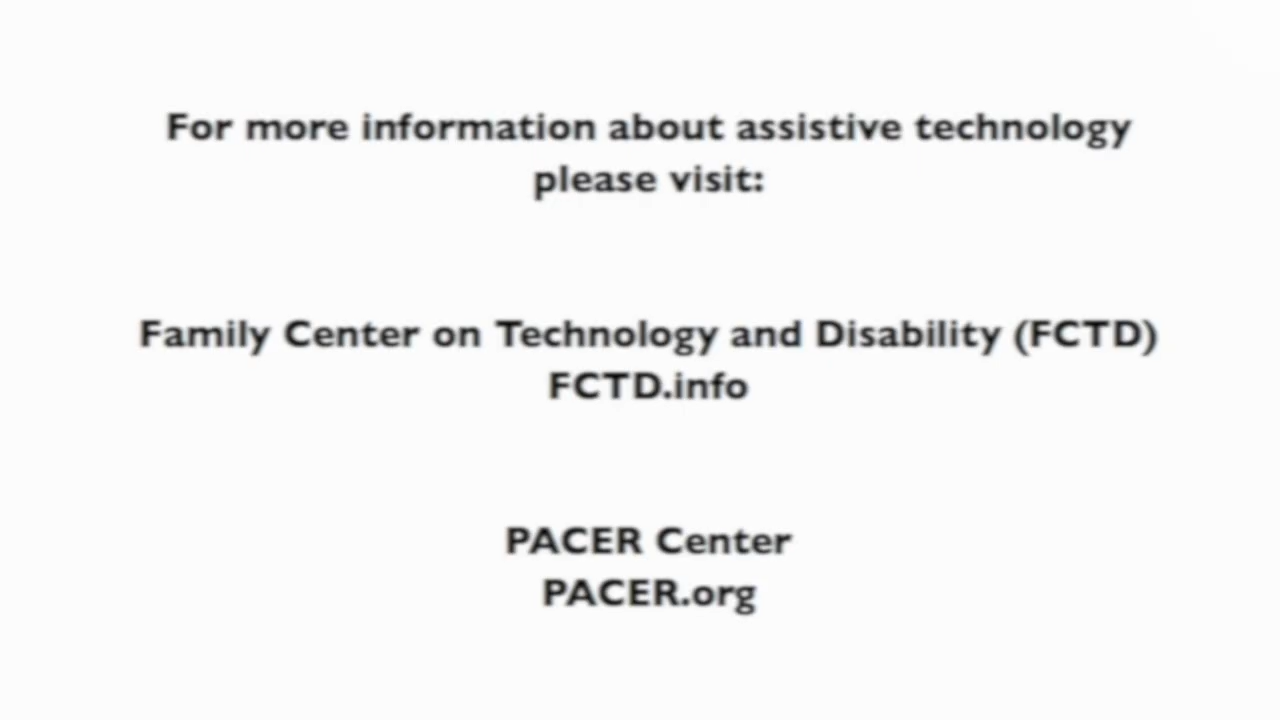 For more information about assistive technology
please visit:
Family Center on Technology and Disability (FCTD)
FCTD.info
PACER Center
PACER.org